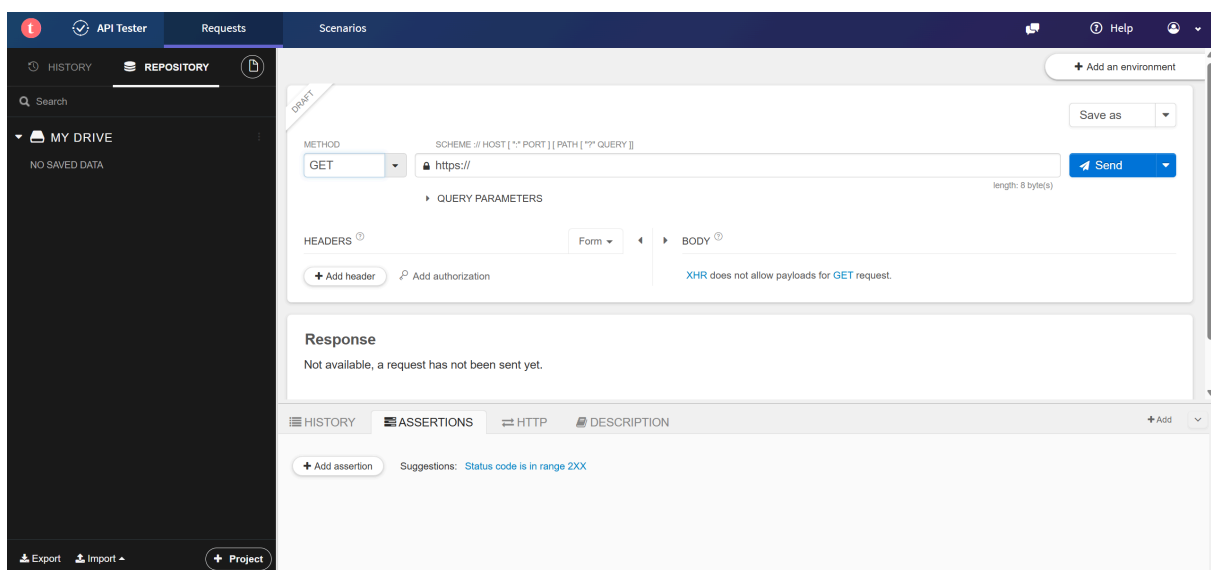 t API Tester Requests Scenarios Help
HISTORY REPOSITORY
+ Add an environment
Search
DRAFT
Save as
MY DRIVE
METHOD SCHEME :// HOST [ ":" PORT ] [ PATH [ "?" QUERY ]]
NO SAVED DATA
GET https:// Send
length: 8 byte(s)
QUERY PARAMETERS
HEADERS ? Form BODY ?
+ Add header Add authorization XHR does not allow payloads for GET request.
Response
Not available, a request has not been sent yet.
HISTORY ASSERTIONS HTTP DESCRIPTION + Add
+ Add assertion Suggestions: Status code is in range 2XX
Export Import + Project